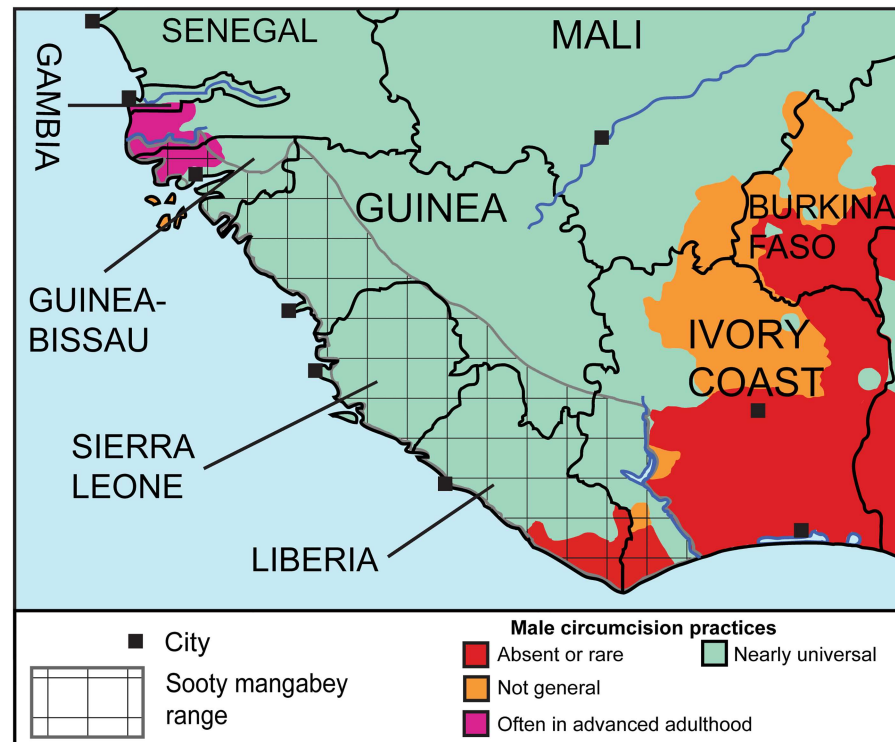 SENEGAL
MALI
GAMBIA
GUINEA
BURKINA
FASO
GUINEA-
BISSAU
IVORY
COAST
SIERRA
LEONE
LIBERIA
City
Sooty mangabey
range
Male circumcision practices
Absent or rare
Nearly universal
Not general
Often in advanced adulthood